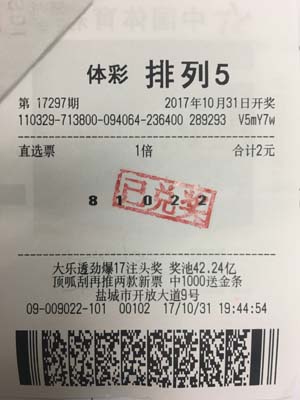 中国体育彩
体彩 排列5
第 17297期 2017年10月31日开奖
110329-713800-094064-236400 289293 V5mY7w
直选票 1倍 合计2元
8 1 0 2 2
已兑奖
大乐透劲爆17注头奖 奖池42.24亿
顶呱刮再推两款新票 中1000送金条
盐城市开放大道9号
09-009022-101 00102 17/10/31 19:44:54